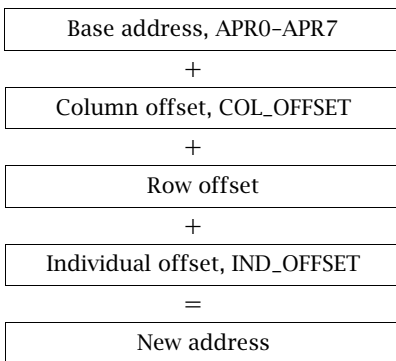 Base address, APR0–APR7
+
Column offset, COL_OFFSET
+
Row offset
+
Individual offset, IND_OFFSET
=
New address